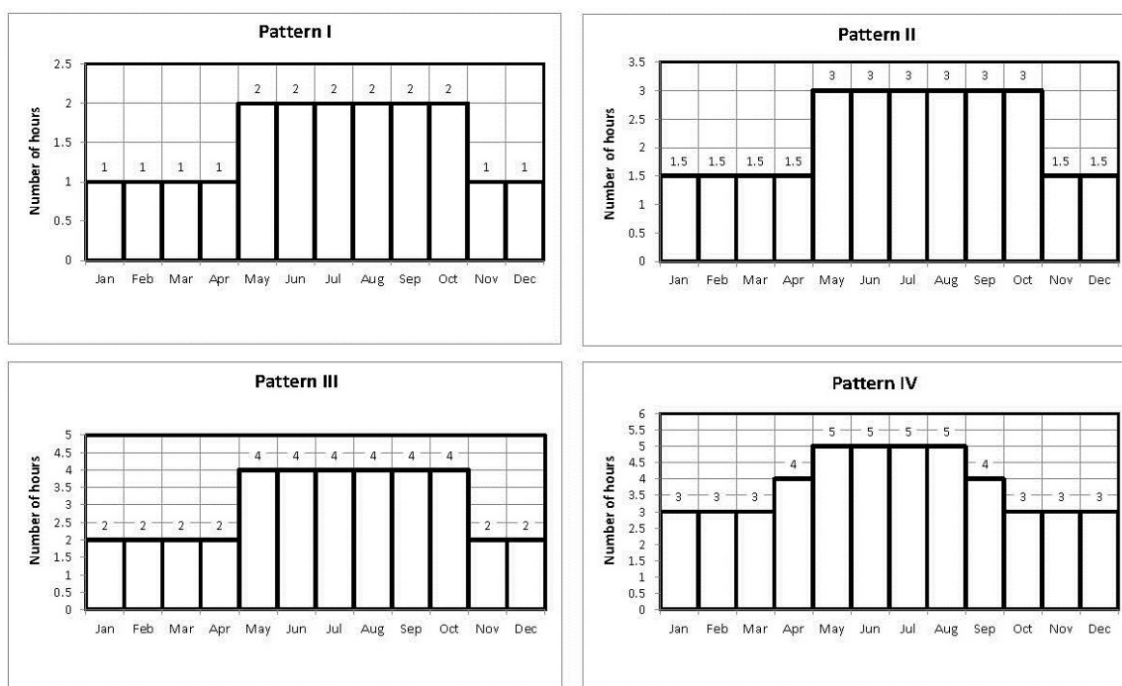 Pattern I
Number of hours
2.5
2
1.5
1
0.5
0
1 1 1 1 2 2 2 2 2 2 1 1
Jan Feb Mar Apr May Jun Jul Aug Sep Oct Nov Dec
Pattern II
Number of hours
3.5
3
2.5
2
1.5
1
0.5
0
1.5 1.5 1.5 1.5 3 3 3 3 3 3 1.5 1.5
Jan Feb Mar Apr May Jun Jul Aug Sep Oct Nov Dec
Pattern III
Number of hours
5
4.5
4
3.5
3
2.5
2
1.5
1
0.5
0
2 2 2 2 4 4 4 4 4 4 2 2
Jan Feb Mar Apr May Jun Jul Aug Sep Oct Nov Dec
Pattern IV
Number of hours
6
5.5
5
4.5
4
3.5
3
2.5
2
1.5
1
0.5
0
3 3 3 4 5 5 5 5 4 3 3 3
Jan Feb Mar Apr May Jun Jul Aug Sep Oct Nov Dec